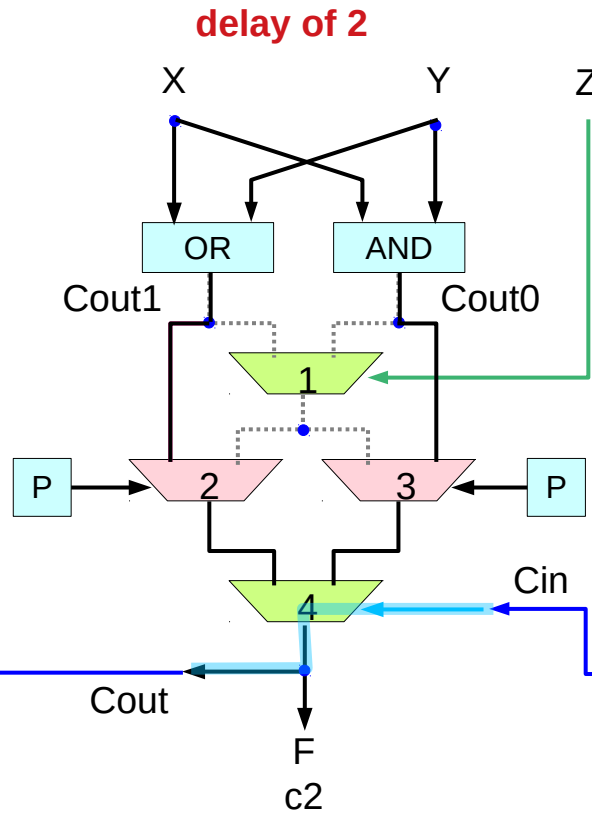 delay of 2
X Y Z
OR AND
Cout1 Cout0
1
P 2 3 P
Cin
4
Cout
F
c2